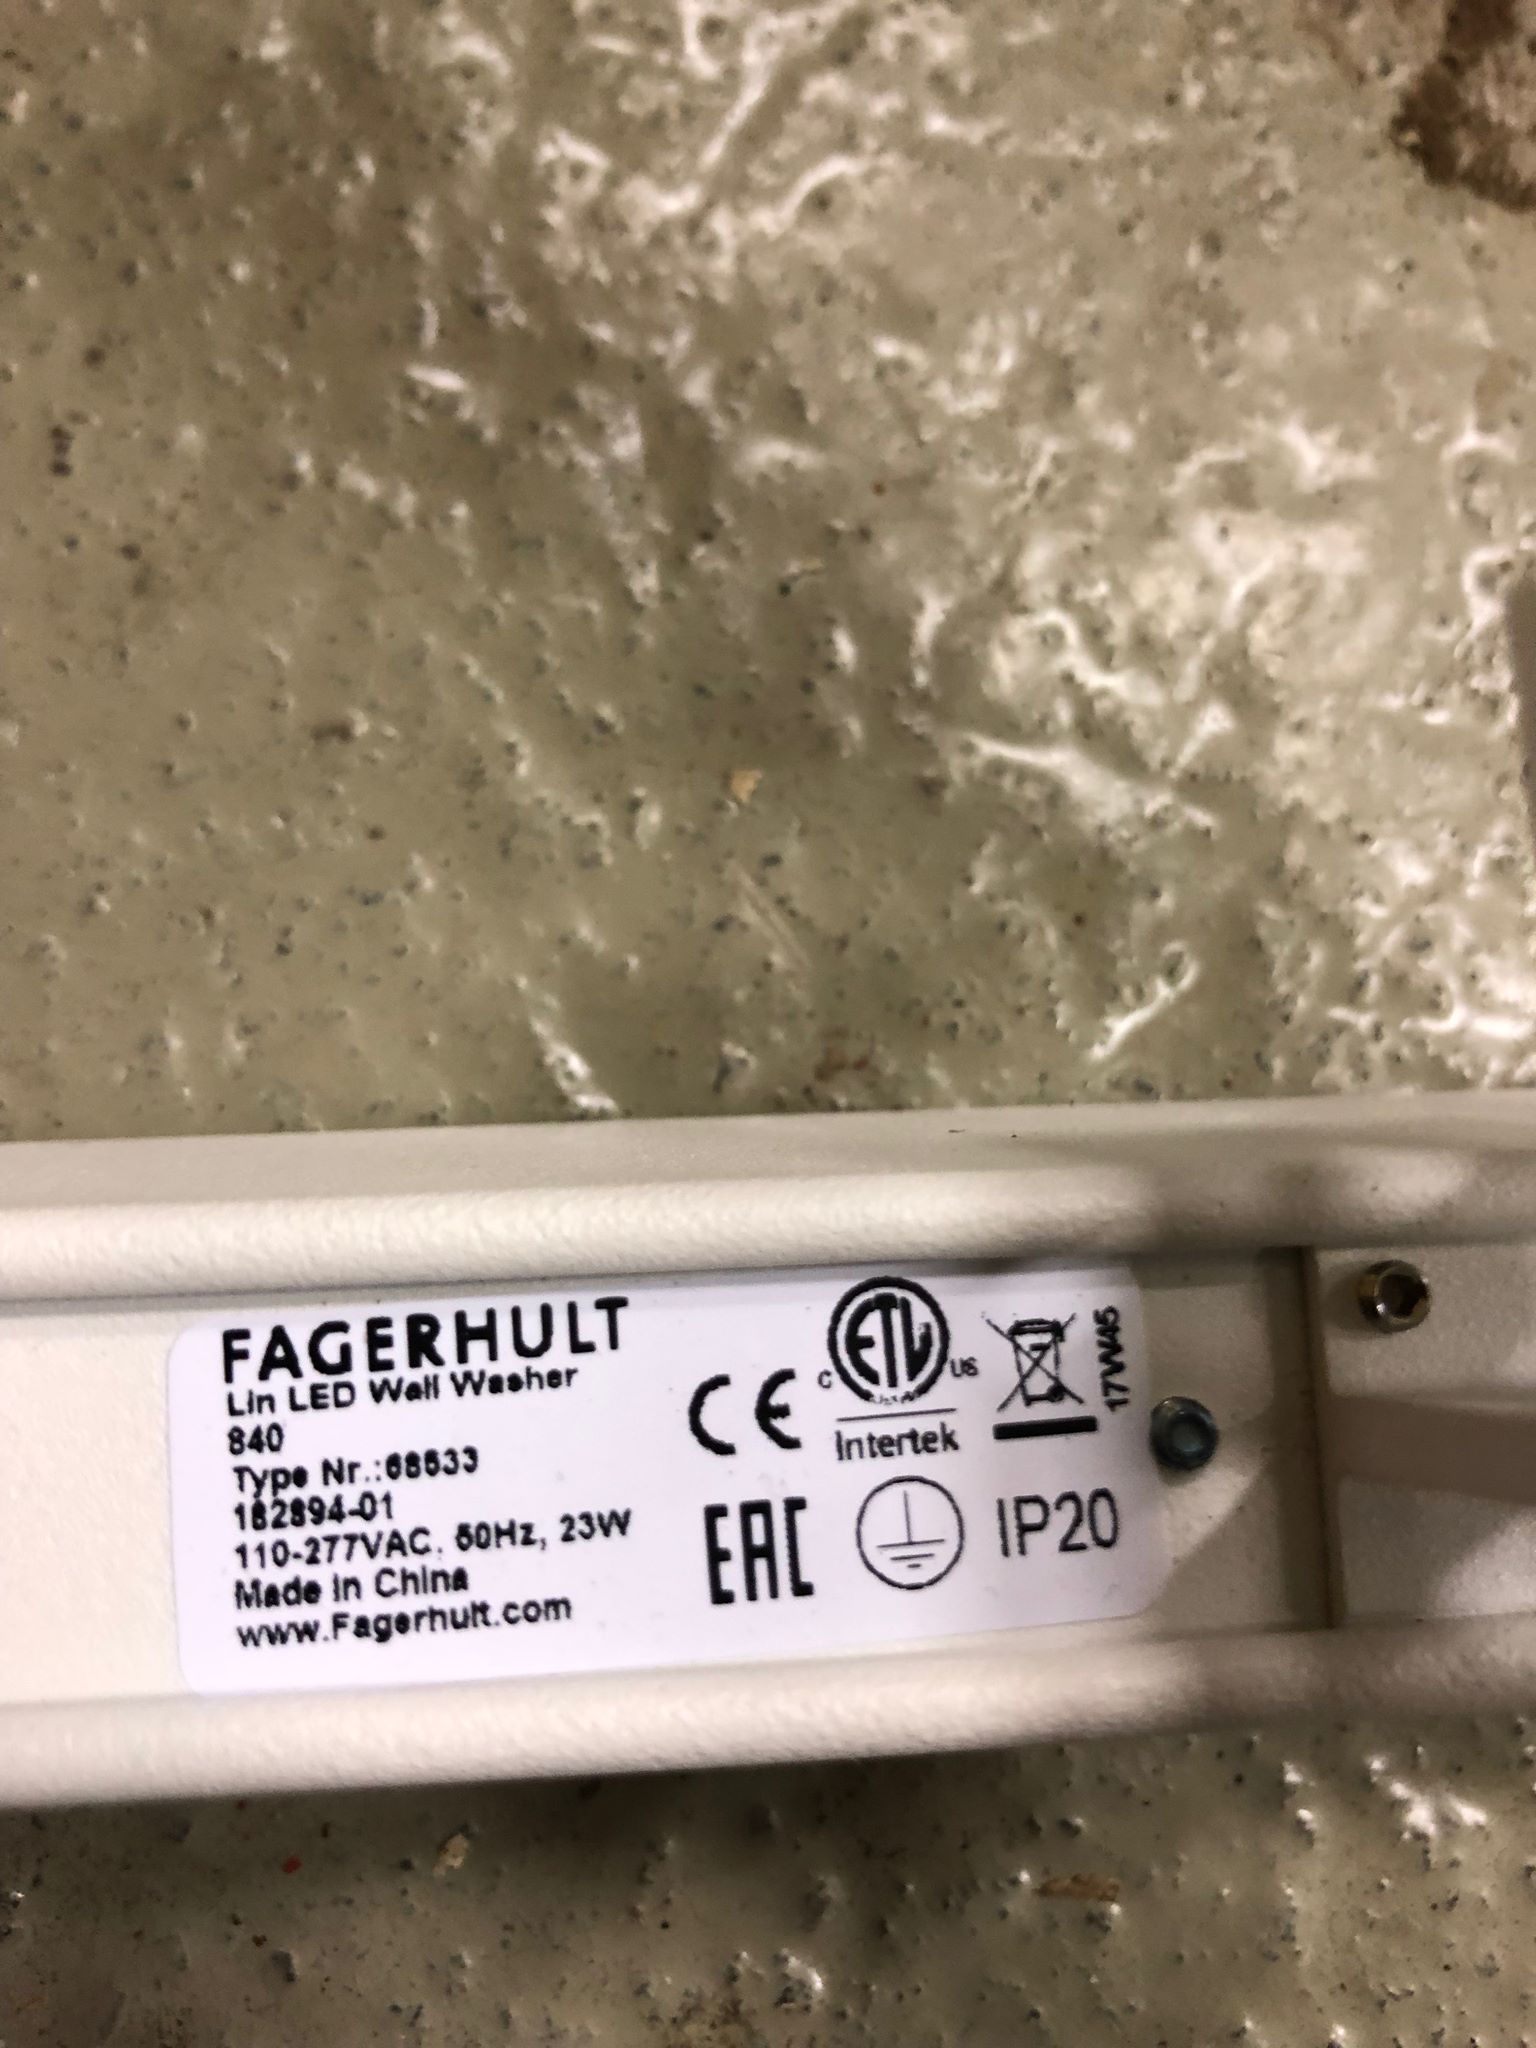 FAGERHULT
Lin LED Wall Washer
840
Type Nr.:
182894-01
110-277VAC, 50Hz, 23W
Made in China
www.Fagerhult.com
CE
C ETL US
Intertek
17W45
EAC
IP20